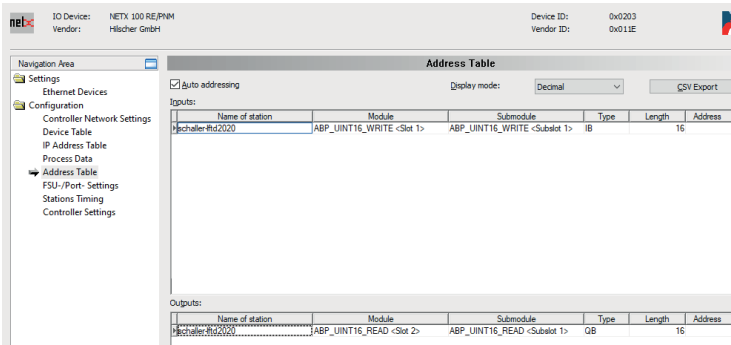 netx IO Device: NETX 100 RE/PNM Device ID: 0x0203
Vendor: Hilscher GmbH Vendor ID: 0x011E
Navigation Area
Settings
Ethernet Devices
Configuration
Controller Network Settings
Device Table
IP Address Table
Process Data
Address Table
FSU-/Port- Settings
Stations Timing
Controller Settings
Address Table
Auto addressing Display mode: Decimal CSV Export
Inputs:
Name of station Module Submodule Type Length Address
schaller-lftd2020 ABP_UINT16_WRITE <Slot 1> ABP_UINT16_WRITE <Subslot 1> IB 16
Outputs:
Name of station Module Submodule Type Length Address
schaller-lftd2020 ABP_UINT16_READ <Slot 2> ABP_UINT16_READ <Subslot 1> QB 16